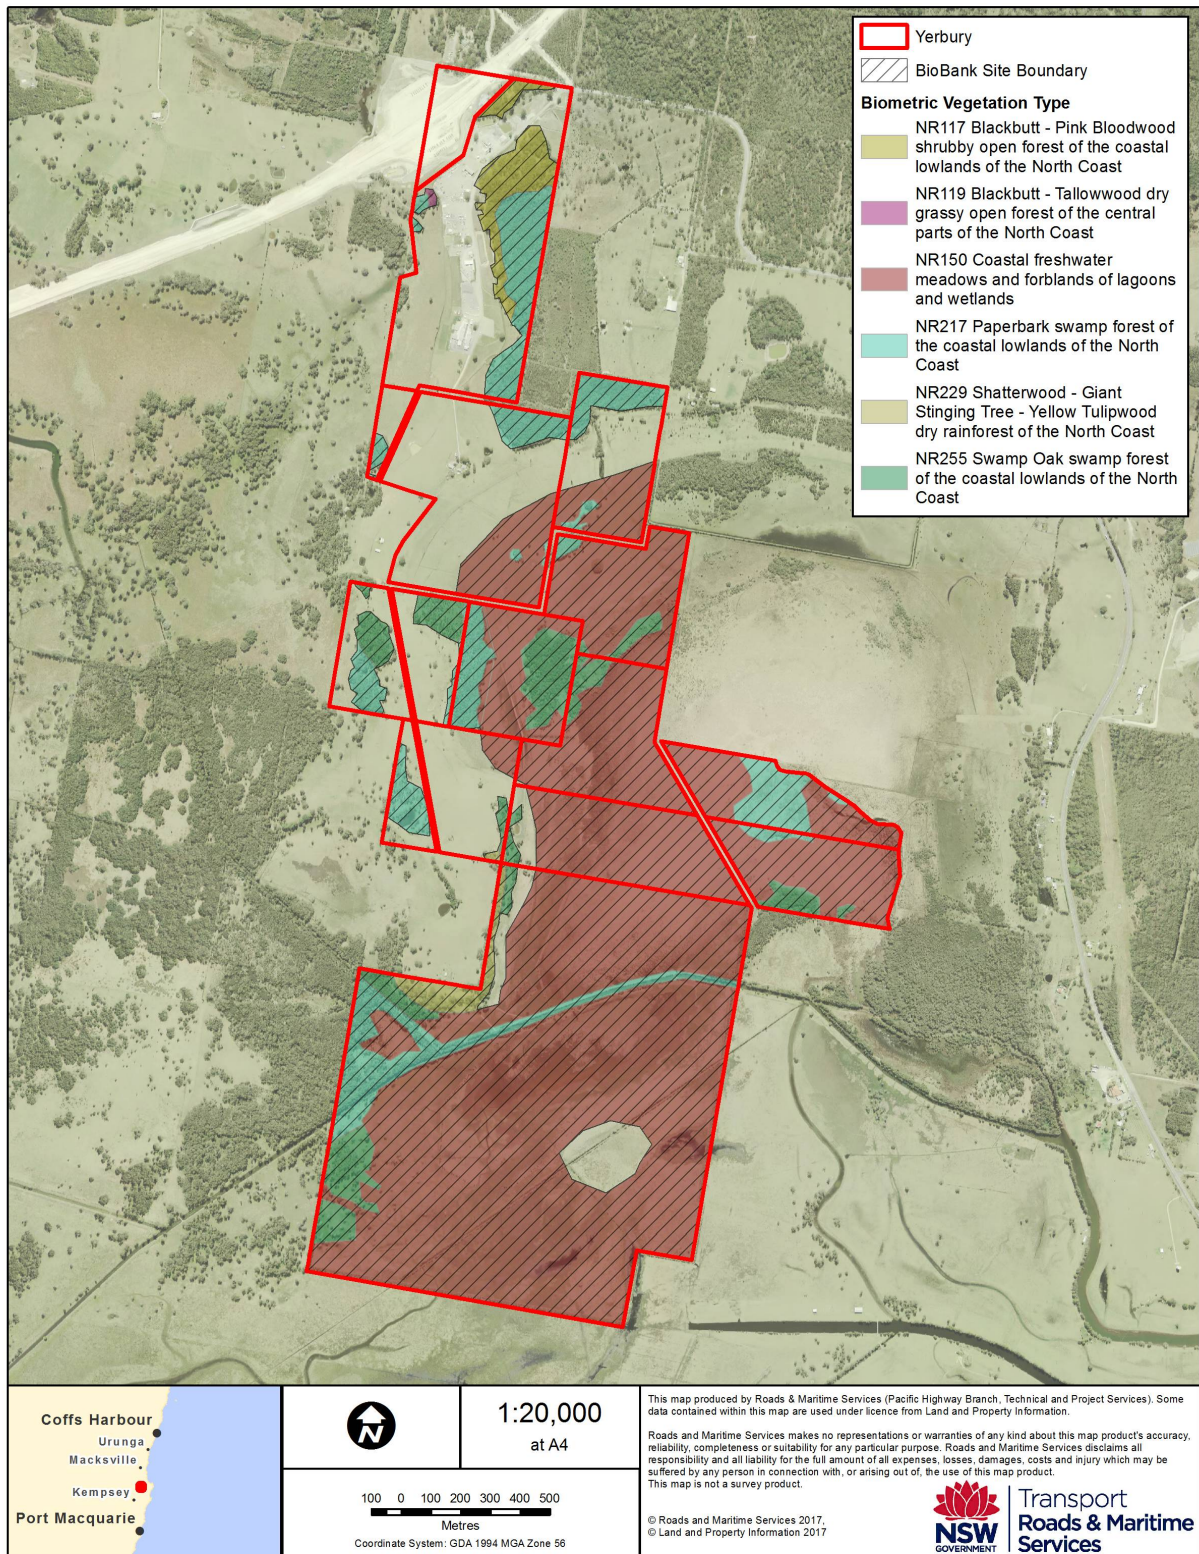 Yerbury
BioBank Site Boundary
Biometric Vegetation Type
NR117 Blackbutt - Pink Bloodwood
shrubby open forest of the coastal
lowlands of the North Coast
NR119 Blackbutt - Tallowwood dry
grassy open forest of the central
parts of the North Coast
NR150 Coastal freshwater
meadows and forblands of lagoons
and wetlands
NR217 Paperbark swamp forest of
the coastal lowlands of the North
Coast
NR229 Shatterwood - Giant
Stinging Tree - Yellow Tulipwood
dry rainforest of the North Coast
NR255 Swamp Oak swamp forest
of the coastal lowlands of the North
Coast
Coffs Harbour
Urunga
Macksville
Kempsey
Port Macquarie
N
1:20,000
at A4
100 0 100 200 300 400 500
Metres
Coordinate System: GDA 1994 MGA Zone 56
This map produced by Roads & Maritime Services (Pacific Highway Branch, Technical and Project Services). Some
data contained within this map are used under licence from Land and Property Information.
Roads and Maritime Services makes no representations or warranties of any kind about this map product's accuracy,
reliability, completeness or suitability for any particular purpose. Roads and Maritime Services disclaims all
responsibility and all liability for the full amount of all expenses, losses, damages, costs and injury which may be
suffered by any person in connection with, or arising out of, the use of this map product.
This map is not a survey product.
© Roads and Maritime Services 2017,
© Land and Property Information 2017
NSW
GOVERNMENT
Transport
Roads & Maritime
Services